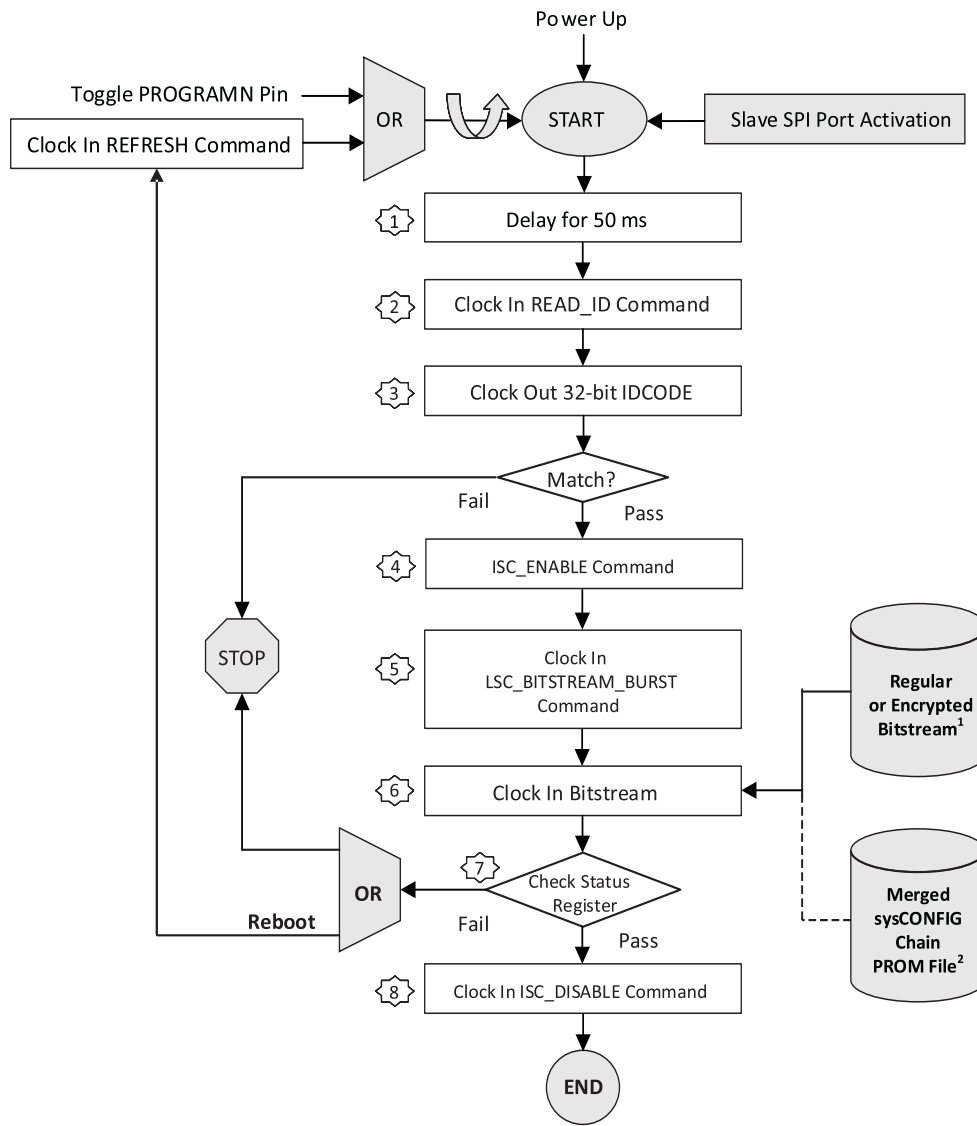 Power Up
Toggle PROGRAMN Pin
OR
START
Slave SPI Port Activation
Clock In REFRESH Command
1
Delay for 50 ms
2
Clock In READ_ID Command
3
Clock Out 32-bit IDCODE
Match?
Fail
Pass
4
ISC_ENABLE Command
STOP
5
Clock In
LSC_BITSTREAM_BURST
Command
Regular
or Encrypted
Bitstream1
6
Clock In Bitstream
7
Check Status
Register
OR
Reboot
Fail
Pass
Merged
sysCONFIG
Chain
PROM File2
8
Clock In ISC_DISABLE Command
END